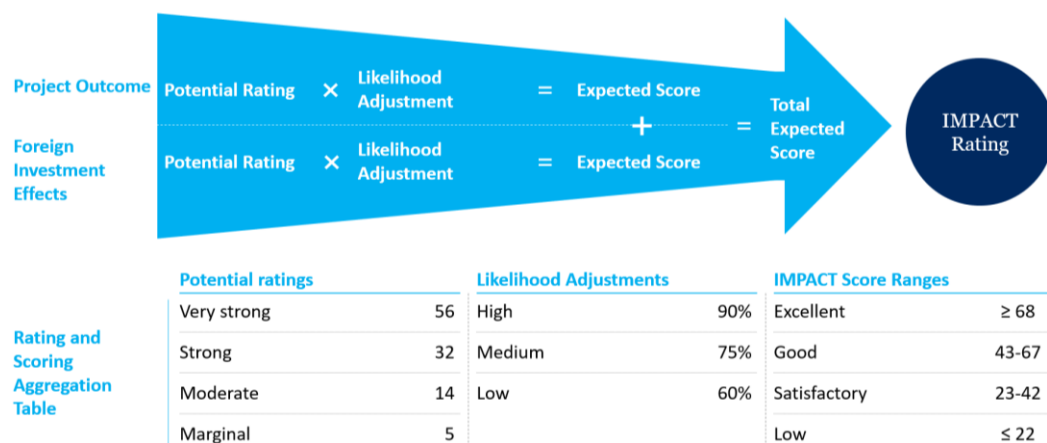 Project Outcome
Potential Rating × Likelihood Adjustment = Expected Score
+
= Total Expected Score
Foreign Investment Effects
Potential Rating × Likelihood Adjustment = Expected Score
IMPACT
Rating
Rating and
Scoring
Aggregation
Table
Potential ratings
Very strong 56
Strong 32
Moderate 14
Marginal 5
Likelihood Adjustments
High 90%
Medium 75%
Low 60%
IMPACT Score Ranges
Excellent ≥ 68
Good 43-67
Satisfactory 23-42
Low ≤ 22